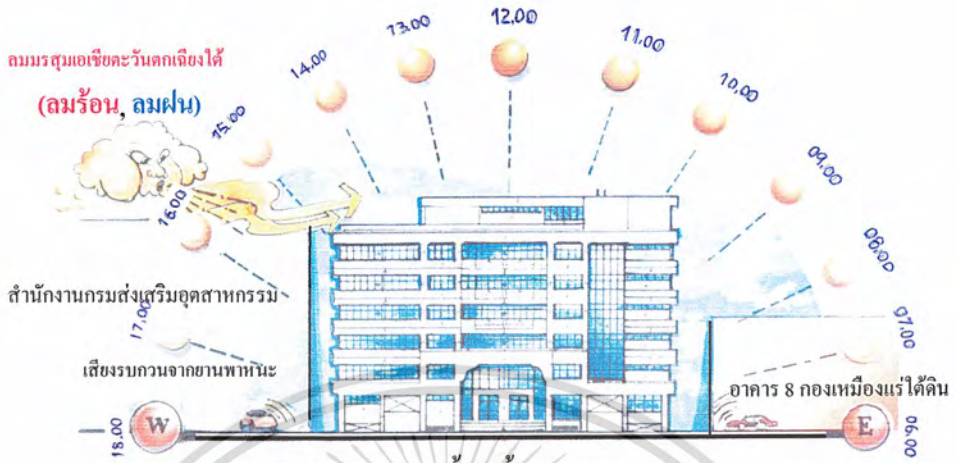 ลมมรสุมเอเชียตะวันตกเฉียงใต้
(ลมร้อน, ลมฝน)
12.00
13.00
11.00
14.00
10.00
15.00
09.00
16.00
08.00
สำนักงานกรมส่งเสริมอุตสาหกรรม
17.00
07.00
เสียงรบกวนจากยานพาหนะ
อาคาร 8 กองเหมืองแร่ใต้ดิน
18.00
W
E
06.00